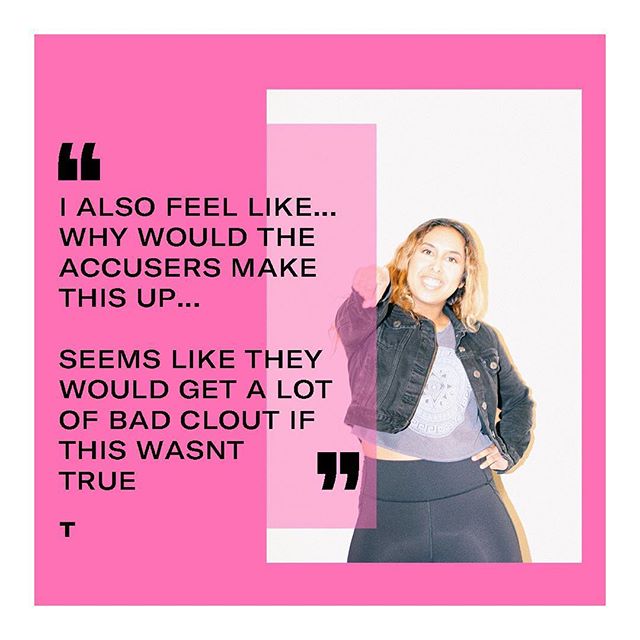 ❝
I ALSO FEEL LIKE...
WHY WOULD THE
ACCUSERS MAKE
THIS UP...
SEEMS LIKE THEY
WOULD GET A LOT
OF BAD CLOUT IF
THIS WASNT
TRUE
❞
T